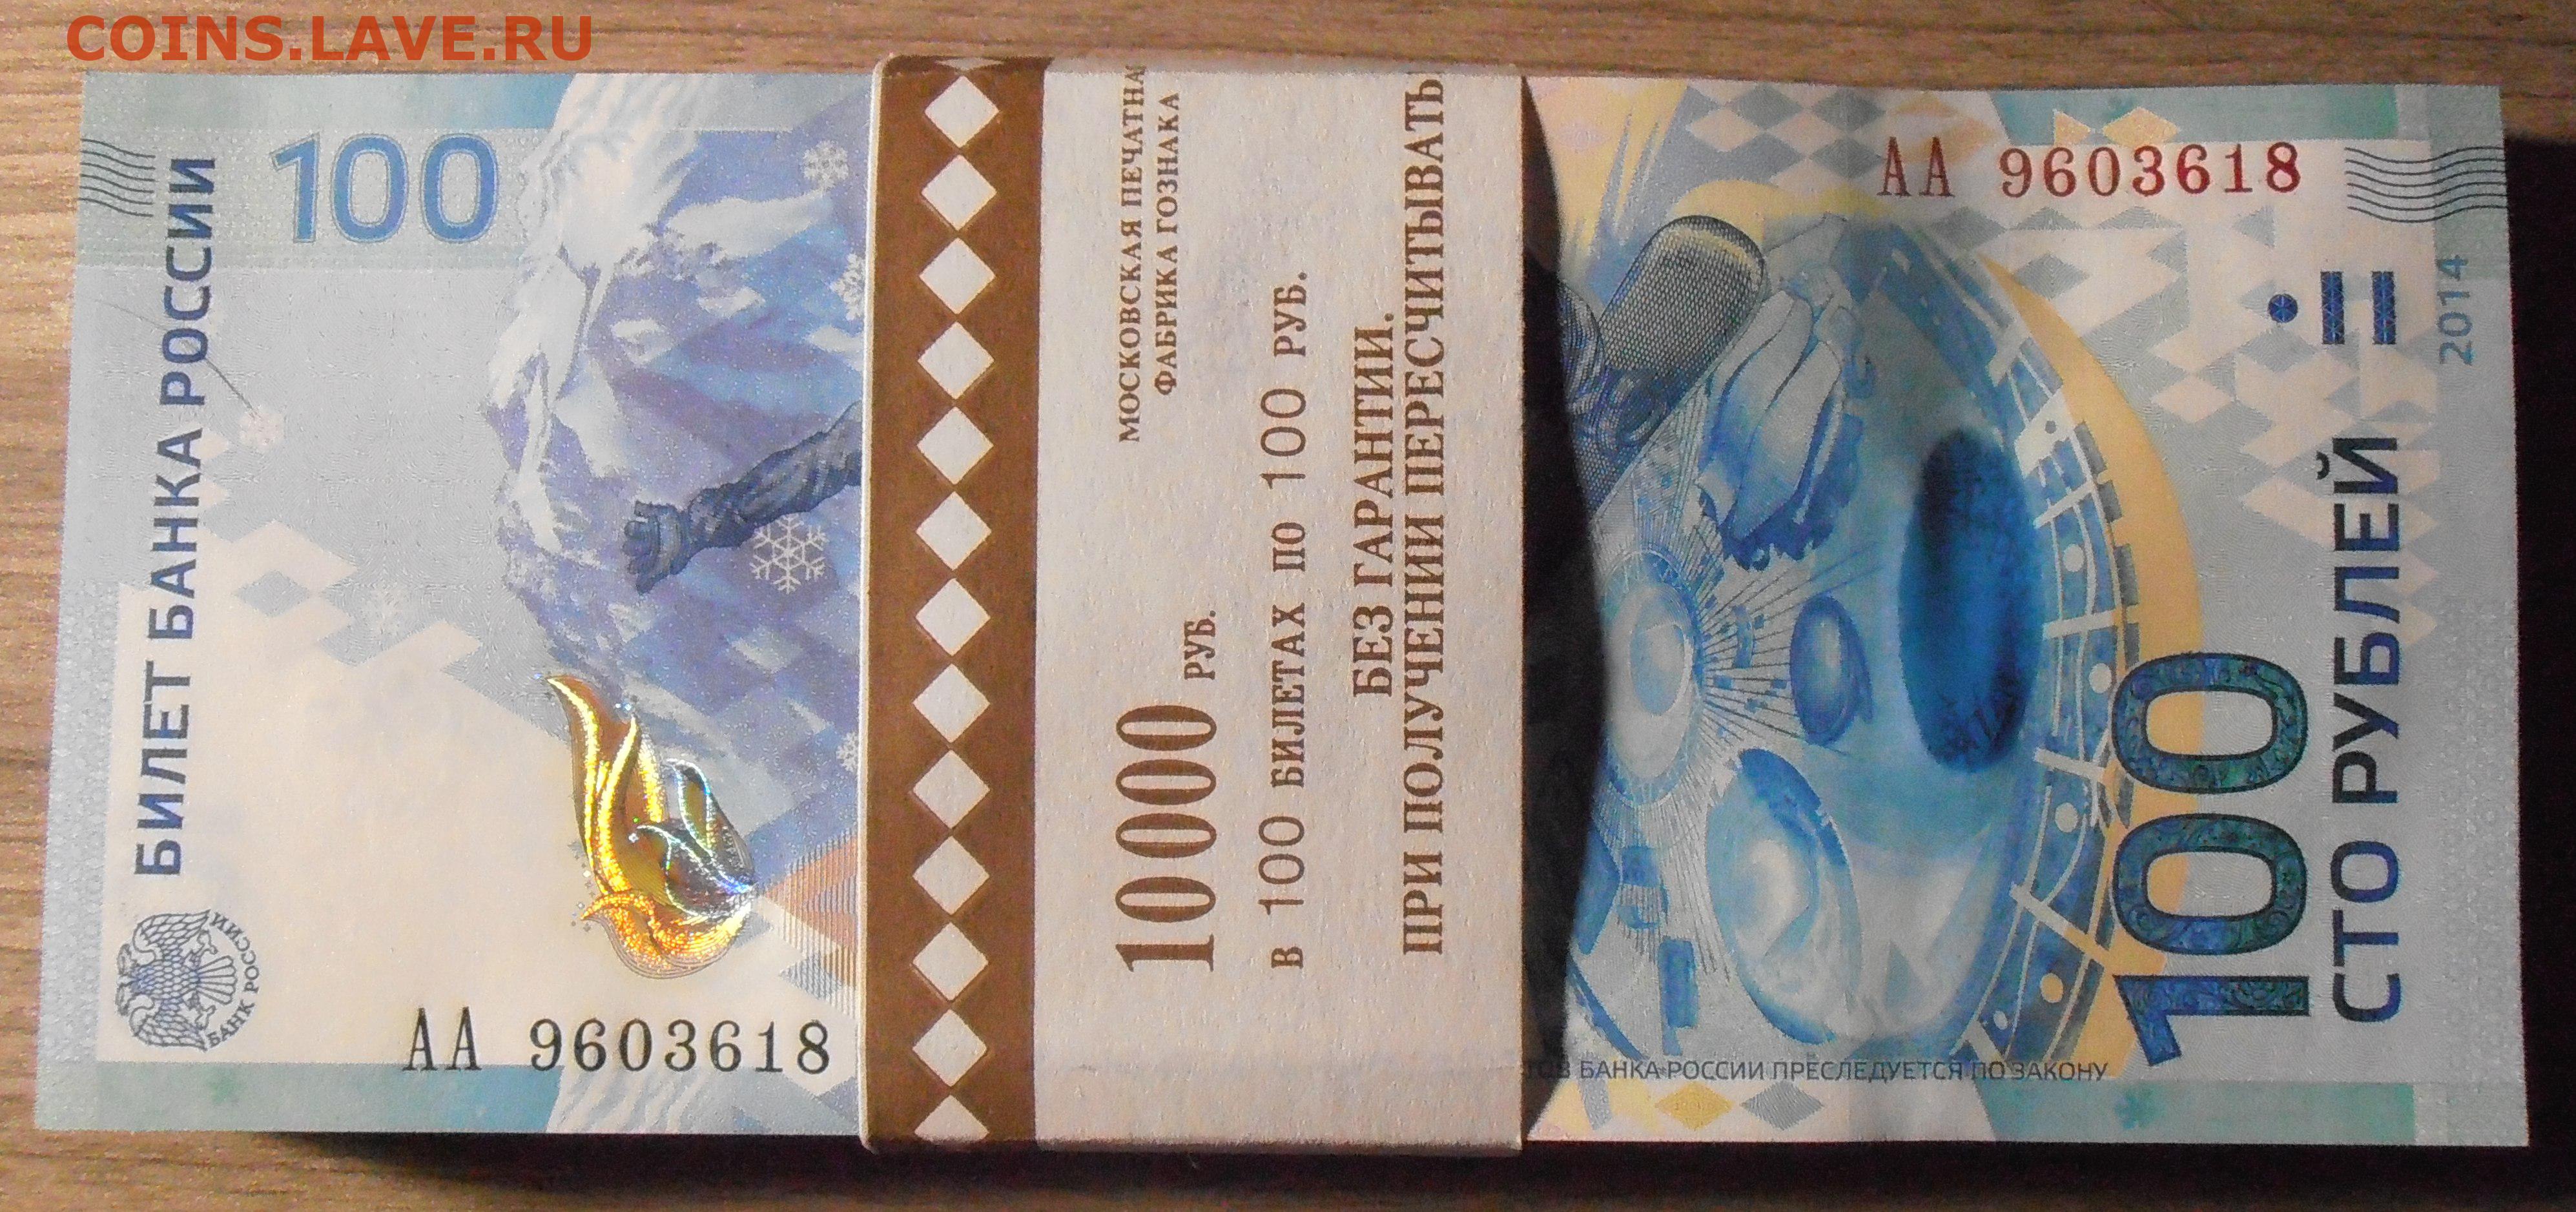 COINS.LAVE.RU
100
БИЛЕТ БАНКА РОССИИ
БАНК РОССИИ
АА 9603618
МОСКОВСКАЯ ПЕЧАТНА
ФАБРИКА ГОЗНАКА
10000 РУБ.
В 100 БИЛЕТАХ ПО 100 РУБ.
БЕЗ ГАРАНТИИ.
ПРИ ПОЛУЧЕНИИ ПЕРЕСЧИТЫВАТЬ
АА 9603618
100
СТО РУБЛЕЙ
2014
БАНКА РОССИИ ПРЕСЛЕДУЕТСЯ ПО ЗАКОНУ